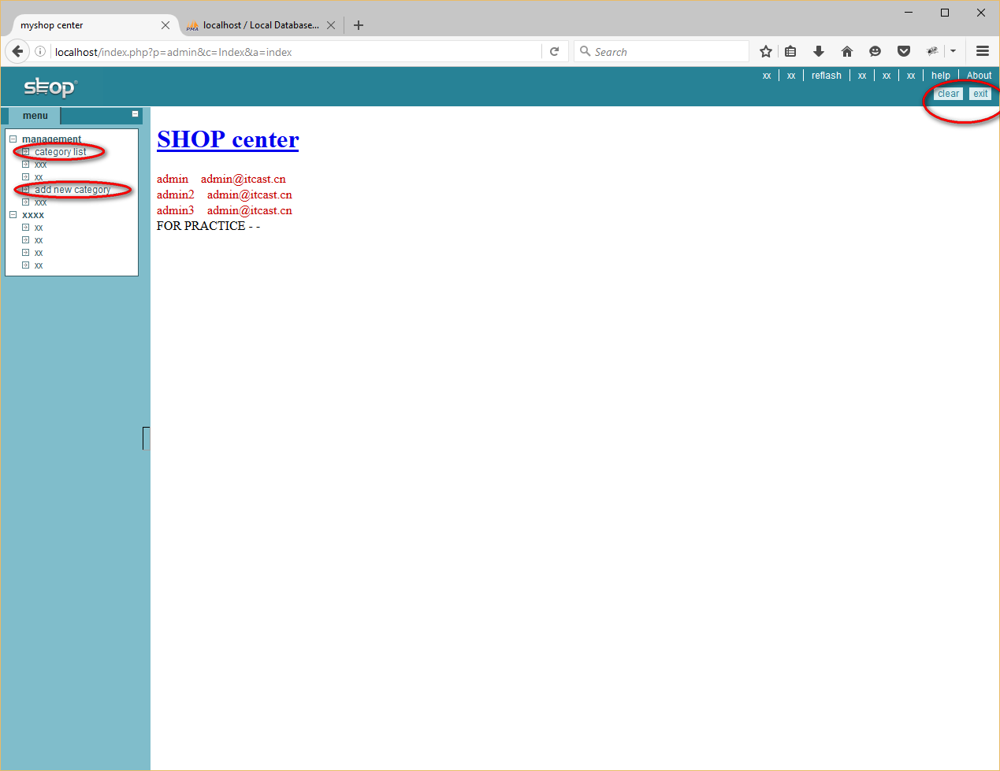 myshop center
localhost / Local Database...
localhost/index.php?p=admin&c=Index&a=index
Search
shop
xx | xx | reflash | xx | xx | xx | help | About
clear exit
menu
management
category list
xxx
xx
add new category
xxx
xxxx
xx
xx
xx
xx
SHOP center
admin admin@itcast.cn
admin2 admin@itcast.cn
admin3 admin@itcast.cn
FOR PRACTICE - -